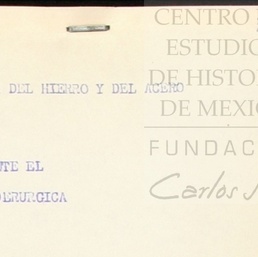 CENTRO
ESTUDIO
DE HISTO
DE MEXIC
FUNDAC
Carlos
DEL HIERRO Y DEL ACERO
TE EL
DERURGICA